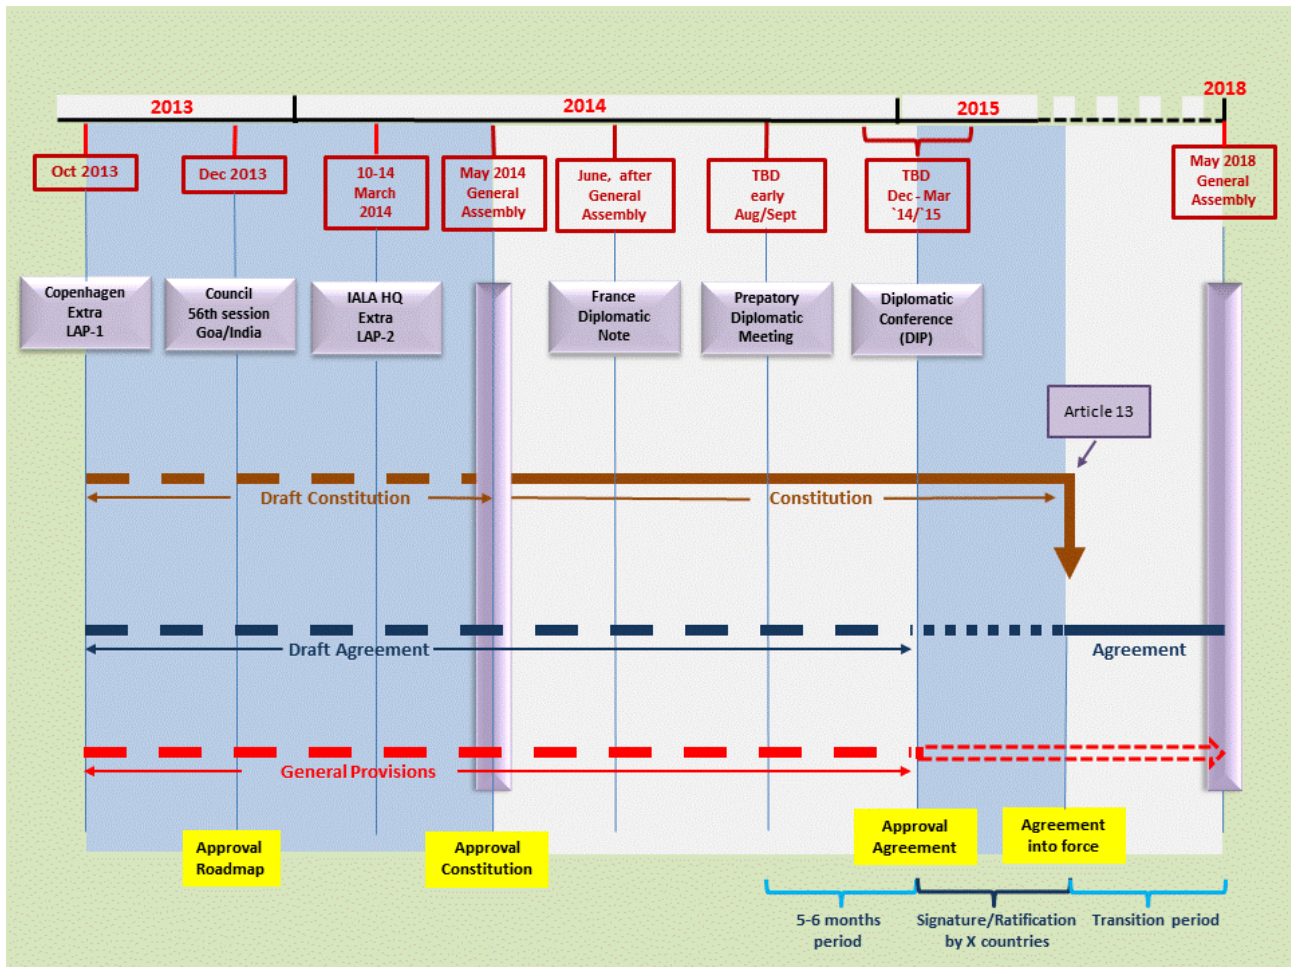 2018
2013
2014
2015
Oct 2013
Dec 2013
10-14
March
2014
May 2014
General
Assembly
June, after
General
Assembly
TBD
early
Aug/Sept
TBD
Dec - Mar
`14/`15
May 2018
General
Assembly
Copenhagen
Extra
LAP-1
Council
56th session
Goa/India
IALA HQ
Extra
LAP-2
France
Diplomatic
Note
Prepatory
Diplomatic
Meeting
Diplomatic
Conference
(DIP)
Article 13
Draft Constitution
Constitution
Draft Agreement
Agreement
General Provisions
Approval
Roadmap
Approval
Constitution
Approval
Agreement
Agreement
into force
5-6 months
period
Signature/Ratification
by X countries
Transition period